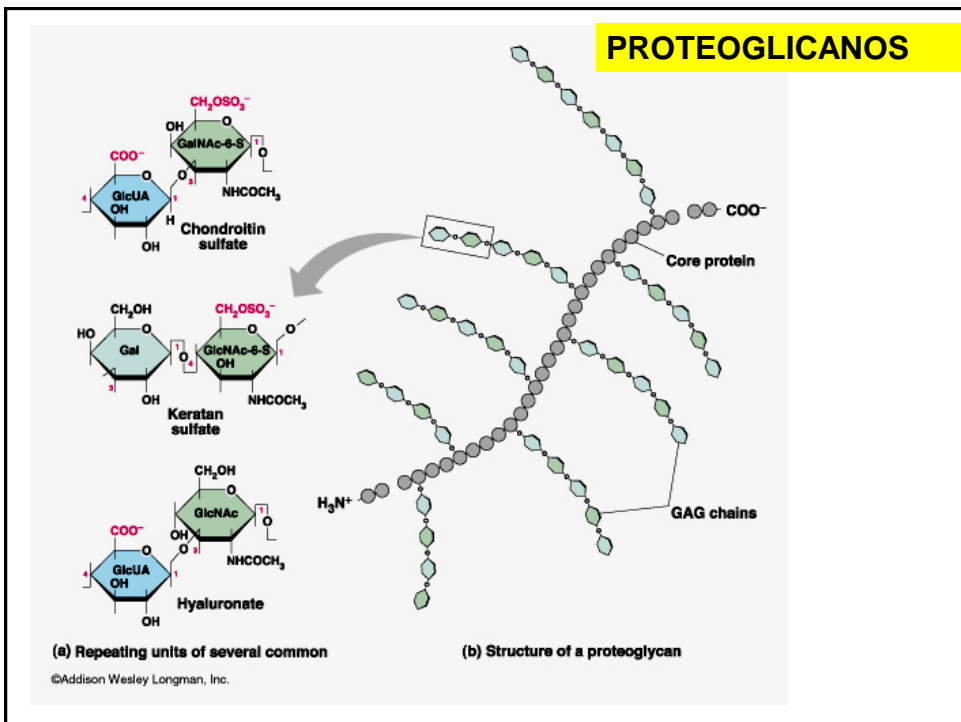 PROTEOGLICANOS
CH₂OSO₃⁻
OH
O
GalNAc-6-S
1
O
COO⁻
O
O
3
NHCOCH₃
4
GlcUA
OH
1
H
OH
Chondroitin
sulfate
CH₂OH
HO
O
Gal
1
O
3
OH
CH₂OSO₃⁻
O
O
4
GlcNAc-6-S
OH
1
NHCOCH₃
Keratan
sulfate
CH₂OH
O
GlcNAc
1
O
COO⁻
O
O
OH
3
NHCOCH₃
4
GlcUA
OH
1
OH
Hyaluronate
(a) Repeating units of several common
©Addison Wesley Longman, Inc.
COO⁻
Core protein
H₃N⁺
GAG chains
(b) Structure of a proteoglycan